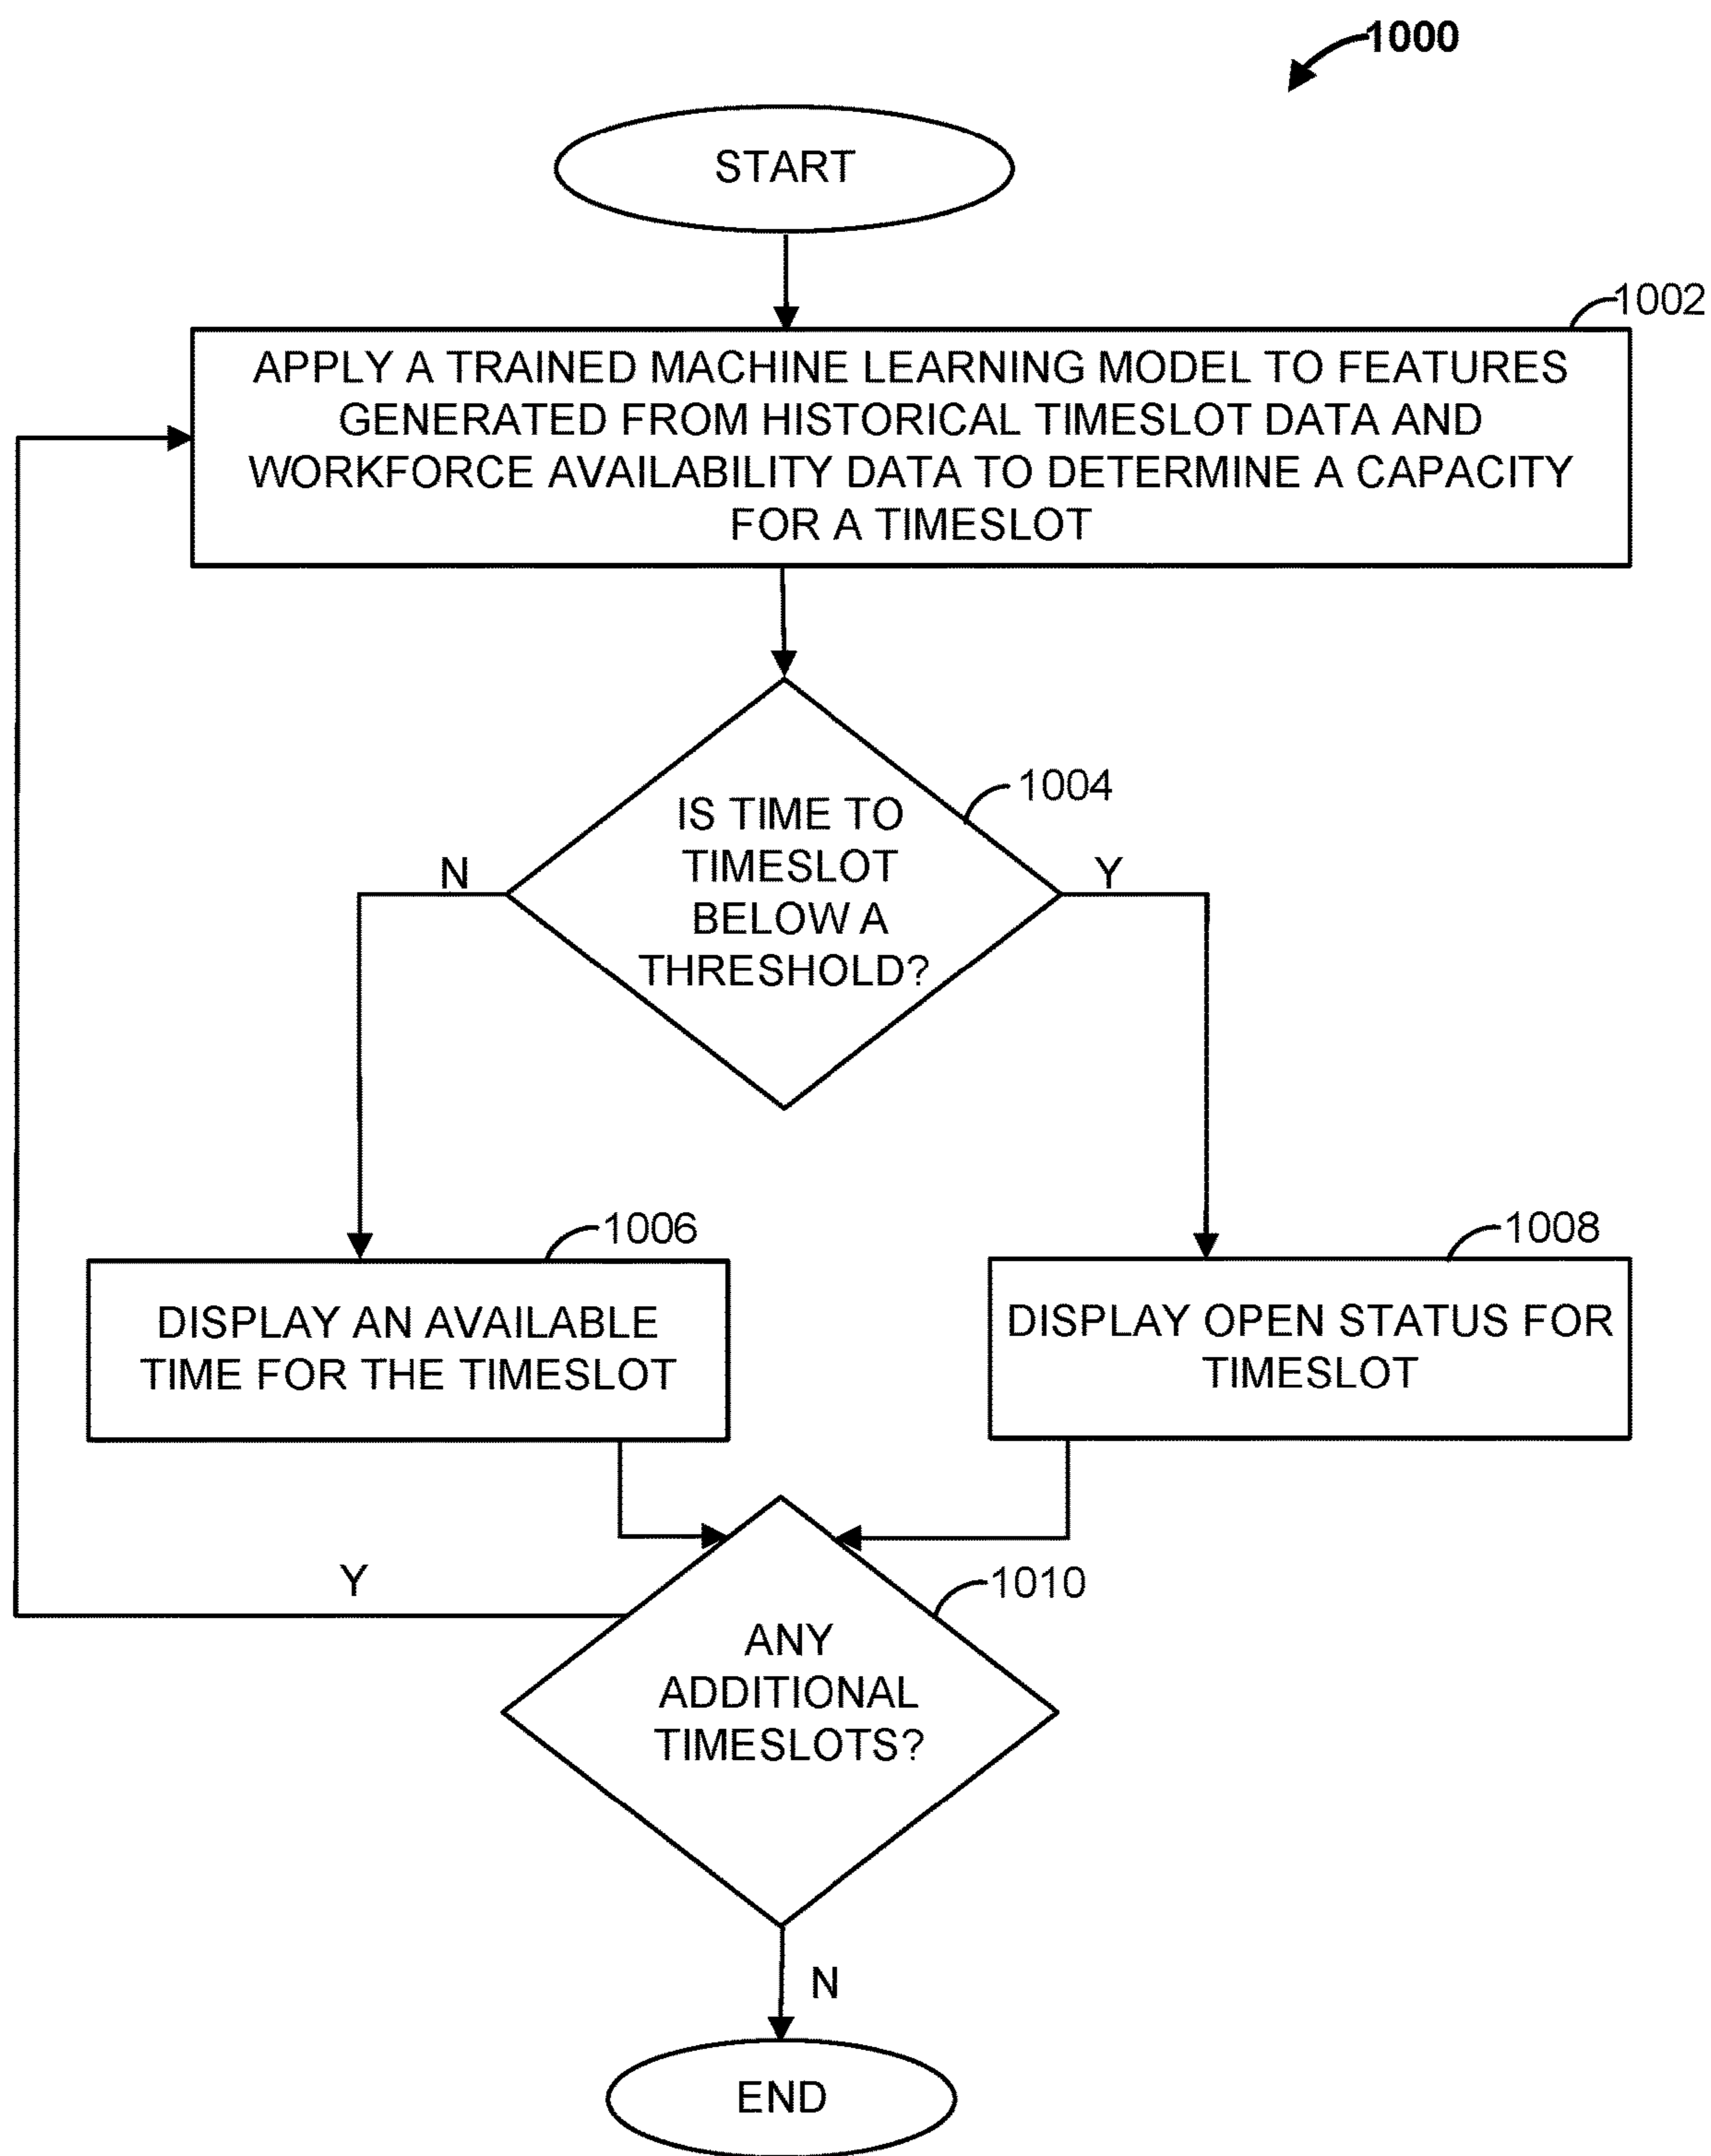 1000
START
1002
APPLY A TRAINED MACHINE LEARNING MODEL TO FEATURES
GENERATED FROM HISTORICAL TIMESLOT DATA AND
WORKFORCE AVAILABILITY DATA TO DETERMINE A CAPACITY
FOR A TIMESLOT
1004
IS TIME TO
TIMESLOT
BELOW A
THRESHOLD?
N
Y
1006
DISPLAY AN AVAILABLE
TIME FOR THE TIMESLOT
1008
DISPLAY OPEN STATUS FOR
TIMESLOT
Y
1010
ANY
ADDITIONAL
TIMESLOTS?
N
END